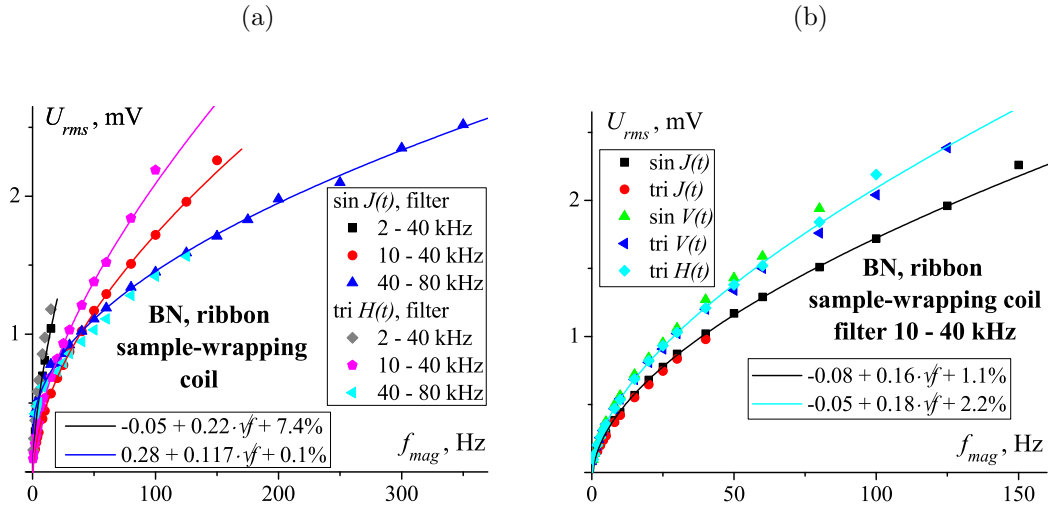 (a)
U_rms, mV
2
1
0
100
200
300
f_mag, Hz
sin J(t), filter
2 - 40 kHz
10 - 40 kHz
40 - 80 kHz
tri H(t), filter
2 - 40 kHz
10 - 40 kHz
40 - 80 kHz
BN, ribbon
sample-wrapping
coil
-0.05 + 0.22·√f + 7.4%
0.28 + 0.117·√f + 0.1%
(b)
U_rms, mV
2
1
0
50
100
150
f_mag, Hz
sin J(t)
tri J(t)
sin V(t)
tri V(t)
tri H(t)
BN, ribbon
sample-wrapping coil
filter 10 - 40 kHz
-0.08 + 0.16·√f + 1.1%
-0.05 + 0.18·√f + 2.2%